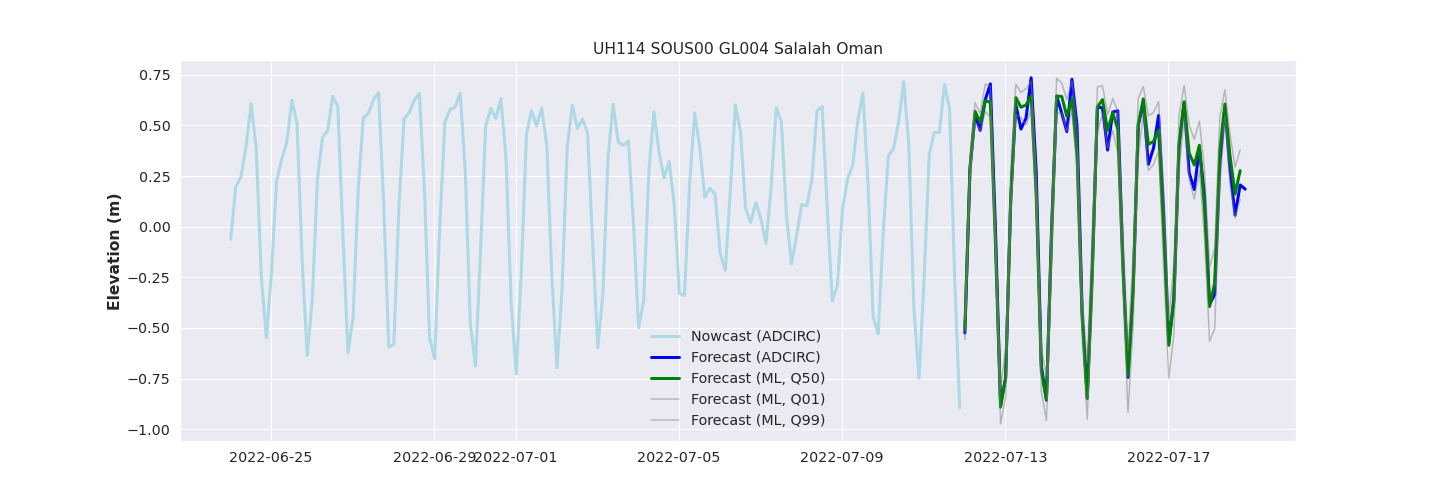 UH114 SOUS00 GL004 Salalah Oman
Elevation (m)
0.75
0.50
0.25
0.00
−0.25
−0.50
−0.75
−1.00
Nowcast (ADCIRC)
Forecast (ADCIRC)
Forecast (ML, Q50)
Forecast (ML, Q01)
Forecast (ML, Q99)
2022-06-25 2022-06-29 2022-07-01 2022-07-05 2022-07-09 2022-07-13 2022-07-17